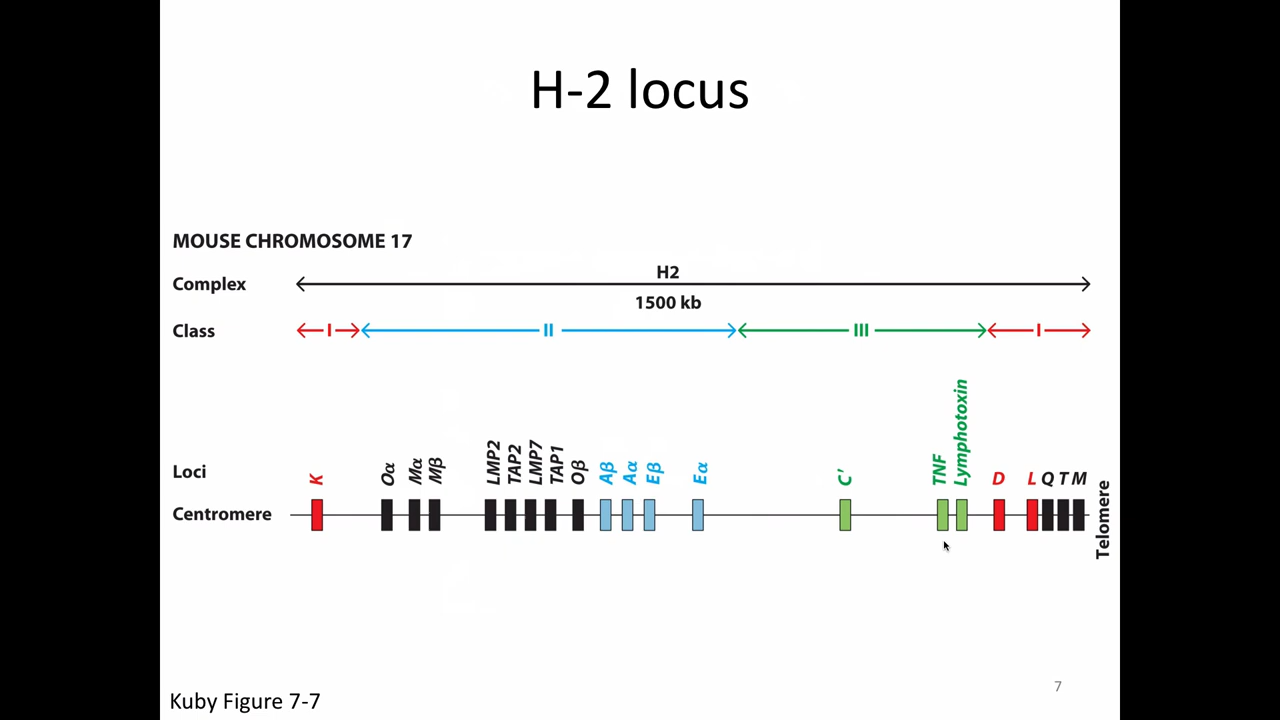 H-2 locus
MOUSE CHROMOSOME 17
Complex
H2
1500 kb
Class
I
II
III
I
Loci
K
Oα
Mα
Mβ
LMP2
TAP2
LMP7
TAP1
Oβ
Aβ
Aα
Eβ
Eα
C'
TNF
Lymphotoxin
D
L
Q
T
M
Centromere
Telomere
Kuby Figure 7-7
7